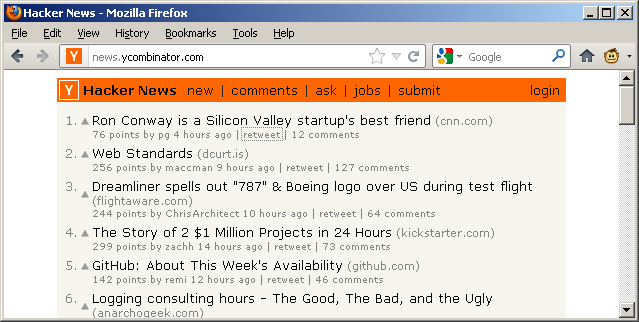 Hacker News - Mozilla Firefox
File Edit View History Bookmarks Tools Help
Y news.ycombinator.com Google
Y Hacker News new | comments | ask | jobs | submit login
1. Ron Conway is a Silicon Valley startup's best friend (cnn.com)
76 points by pg 4 hours ago | retweet | 12 comments
2. Web Standards (dcurt.is)
256 points by maccman 9 hours ago | retweet | 127 comments
3. Dreamliner spells out "787" & Boeing logo over US during test flight
(flightaware.com)
244 points by ChrisArchitect 10 hours ago | retweet | 64 comments
4. The Story of 2 $1 Million Projects in 24 Hours (kickstarter.com)
299 points by zachh 14 hours ago | retweet | 73 comments
5. GitHub: About This Week's Availability (github.com)
142 points by remi 12 hours ago | retweet | 46 comments
6. Logging consulting hours - The Good, The Bad, and the Ugly
(anarchogeek.com)